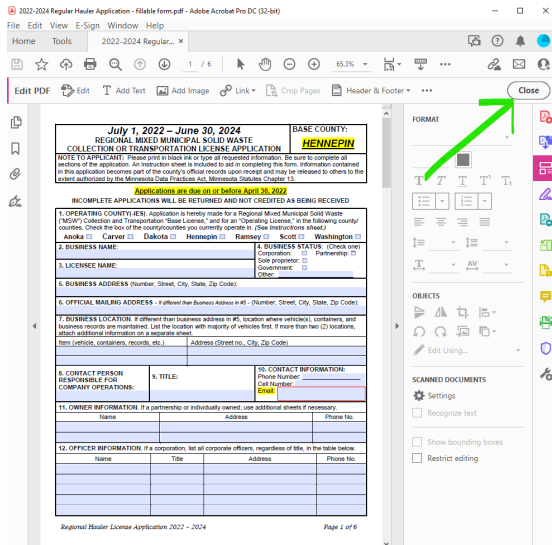 2022-2024 Regular Hauler Application - fillable form.pdf - Adobe Acrobat Pro DC (32-bit)
File Edit View E-Sign Window Help
Home Tools 2022-2024 Regular... ×
1 / 6 65.3%
Edit PDF Edit Add Text Add Image Link Crop Pages Header & Footer Close
July 1, 2022 – June 30, 2024
REGIONAL MIXED MUNICIPAL SOLID WASTE
COLLECTION OR TRANSPORTATION LICENSE APPLICATION
BASE COUNTY:
HENNEPIN
NOTE TO APPLICANT: Please print in black ink or type all requested information. Be sure to complete all
sections of the application. An Instruction sheet is included to aid in completing this form. Information contained
in this application becomes part of the county's official records upon receipt and may be released to others to the
extent authorized by the Minnesota Data Practices Act, Minnesota Statutes Chapter 13.
Applications are due on or before April 30, 2022
INCOMPLETE APPLICATIONS WILL BE RETURNED AND NOT CREDITED AS BEING RECEIVED
1. OPERATING COUNTY(-IES). Application is hereby made for a Regional Mixed Municipal Solid Waste
("MSW") Collection and Transportation "Base License," and for an "Operating License," in the following county/
counties. Check the box of the county/counties you currently operate in. (See Instructions sheet.)
Anoka Carver Dakota Hennepin Ramsey Scott Washington
2. BUSINESS NAME:
4. BUSINESS STATUS: (Check one)
Corporation: Partnership:
Sole proprietor:
Government:
Other:
3. LICENSEE NAME:
5. BUSINESS ADDRESS (Number, Street, City, State, Zip Code):
6. OFFICIAL MAILING ADDRESS - If different than Business Address in #5 - (Number, Street, City, State, Zip Code):
7. BUSINESS LOCATION. If different than business address in #5, location where vehicle(s), containers, and
business records are maintained. List the location with majority of vehicles first. If more than two (2) locations,
attach additional information on a separate sheet.
Item (vehicle, containers, records, etc.) Address (Street no., City, Zip Code)
8. CONTACT PERSON
RESPONSIBLE FOR
COMPANY OPERATIONS:
9. TITLE:
10. CONTACT INFORMATION:
Phone Number:
Cell Number:
Email:
11. OWNER INFORMATION. If a partnership or individually owned; use additional sheets if necessary.
Name Address Phone No.
12. OFFICER INFORMATION. If a corporation, list all corporate officers, regardless of title, in the table below.
Name Title Address Phone No.
Regional Hauler License Application 2022 – 2024 Page 1 of 6
FORMAT
OBJECTS
Edit Using...
SCANNED DOCUMENTS
Settings
Recognize text
Show bounding boxes
Restrict editing